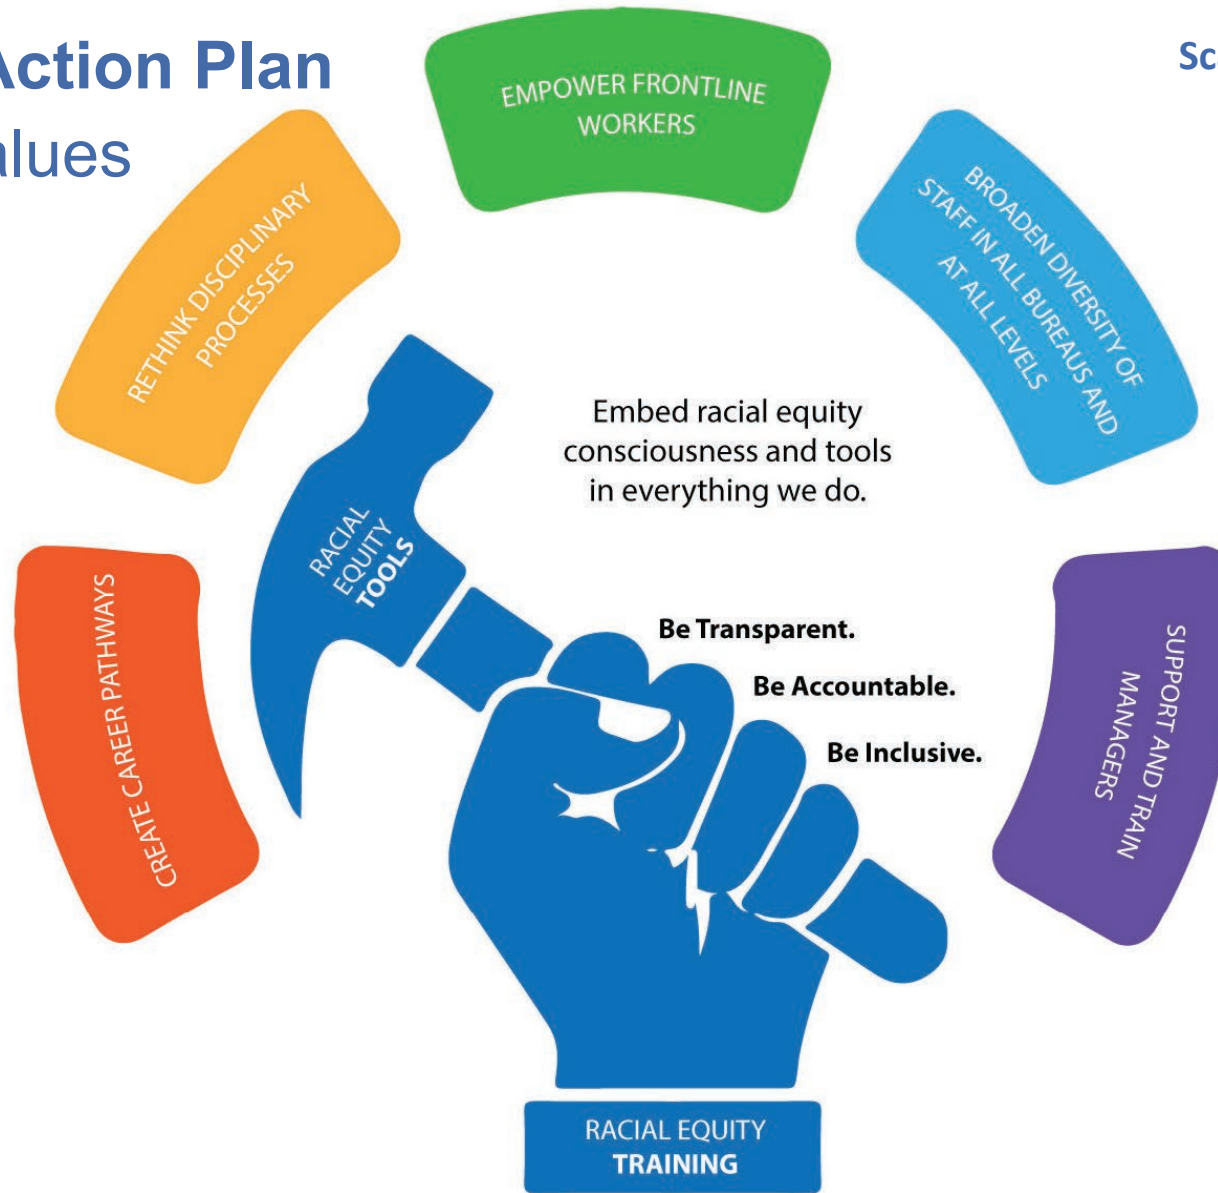 Action Plan
alues
Sc
EMPOWER FRONTLINE
WORKERS
RETHINK DISCIPLINARY
PROCESSES
BROADEN DIVERSITY OF
STAFF IN ALL BUREAUS AND
AT ALL LEVELS
CREATE CAREER PATHWAYS
SUPPORT AND TRAIN
MANAGERS
Embed racial equity
consciousness and tools
in everything we do.
RACIAL
EQUITY
TOOLS
Be Transparent.
Be Accountable.
Be Inclusive.
RACIAL EQUITY
TRAINING